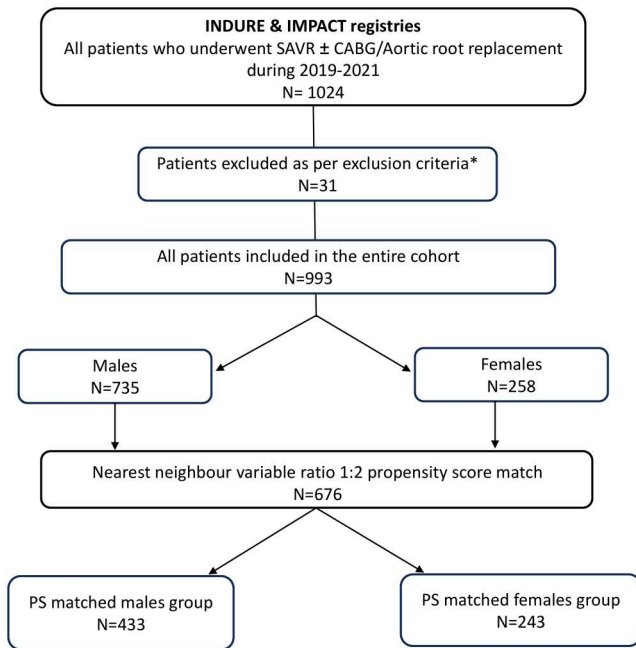 INDURE & IMPACT registries
All patients who underwent SAVR ± CABG/Aortic root replacement
during 2019-2021
N= 1024
Patients excluded as per exclusion criteria*
N=31
All patients included in the entire cohort
N=993
Males
N=735
Females
N=258
Nearest neighbour variable ratio 1:2 propensity score match
N=676
PS matched males group
N=433
PS matched females group
N=243